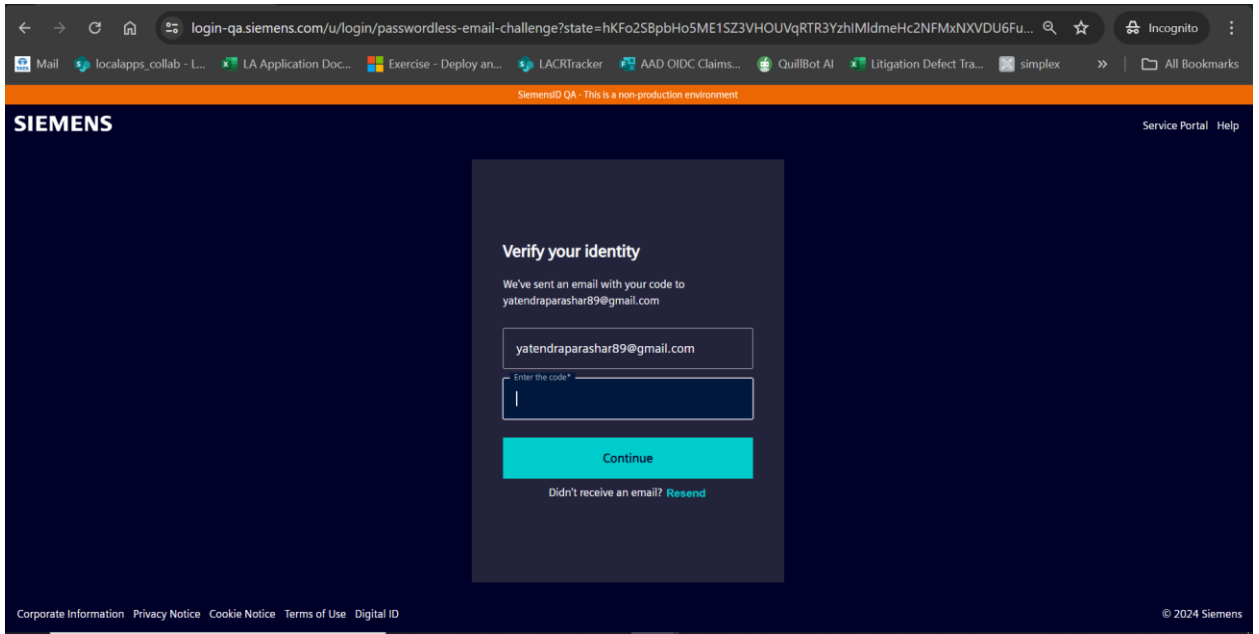 login-qa.siemens.com/u/login/passwordless-email-challenge?state=hKFo2SBpbHo5ME1SZ3VHOUVqRTR3YzhIMldmeHc2NFMxNXVDU6Fu... Incognito
TATA Mail localapps_collab - L... LA Application Doc... Exercise - Deploy an... LACRTracker AAD OIDC Claims... QuillBot AI Litigation Defect Tra... simplex » All Bookmarks
SiemensID QA - This is a non-production environment
SIEMENS Service Portal Help
Verify your identity
We've sent an email with your code to
yatendraparashar89@gmail.com
yatendraparashar89@gmail.com
Enter the code*
Continue
Didn't receive an email? Resend
Corporate Information Privacy Notice Cookie Notice Terms of Use Digital ID © 2024 Siemens